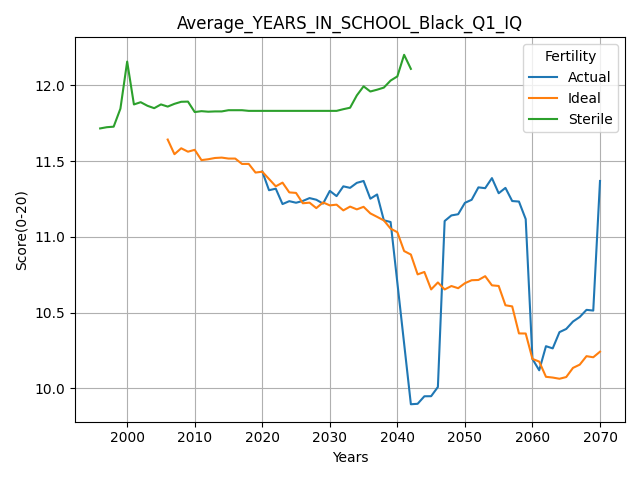 Average_YEARS_IN_SCHOOL_Black_Q1_IQ
Fertility
Actual
Ideal
Sterile
Score(0-20)
12.0
11.5
11.0
10.5
10.0
2000 2010 2020 2030 2040 2050 2060 2070
Years